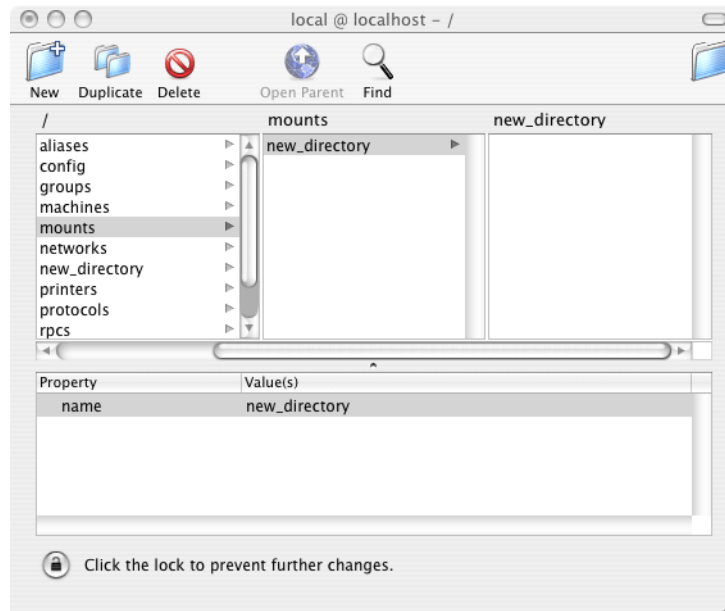 local @ localhost – /
New Duplicate Delete Open Parent Find
/ mounts new_directory
aliases new_directory
config
groups
machines
mounts
networks
new_directory
printers
protocols
rpcs
Property Value(s)
name new_directory
Click the lock to prevent further changes.